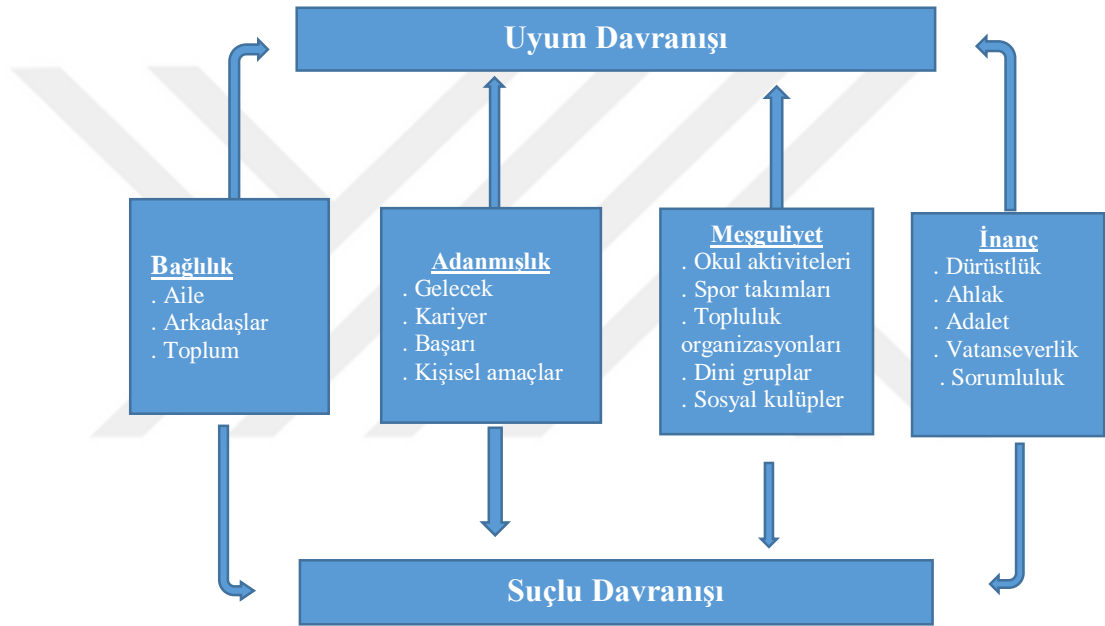 Uyum Davranışı
Bağlılık
. Aile
. Arkadaşlar
. Toplum
Adanmışlık
. Gelecek
. Kariyer
. Başarı
. Kişisel amaçlar
Meşguliyet
. Okul aktiviteleri
. Spor takımları
. Topluluk
organizasyonları
. Dini gruplar
. Sosyal kulüpler
İnanç
. Dürüstlük
. Ahlak
. Adalet
. Vatanseverlik
. Sorumluluk
Suçlu Davranışı